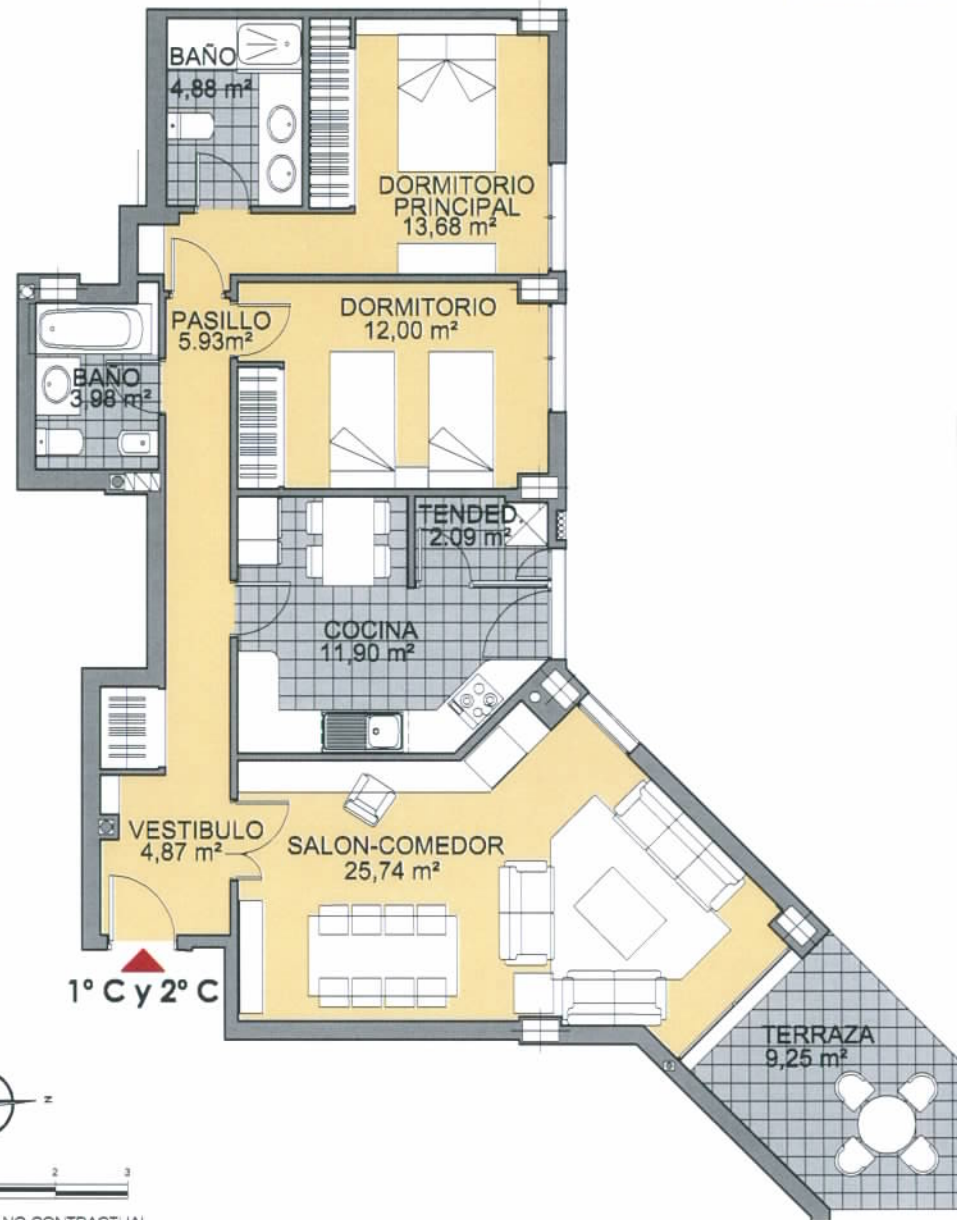 BAÑO
4,88 m²
DORMITORIO
PRINCIPAL
13,68 m²
PASILLO
5.93m²
DORMITORIO
12,00 m²
BAÑO
3,98 m²
TENDED.
2.09 m²
COCINA
11,90 m²
VESTIBULO
4,87 m²
SALON-COMEDOR
25,74 m²
1º C y 2º C
TERRAZA
9,25 m²
N
2 3
NO CONTRACTUAL